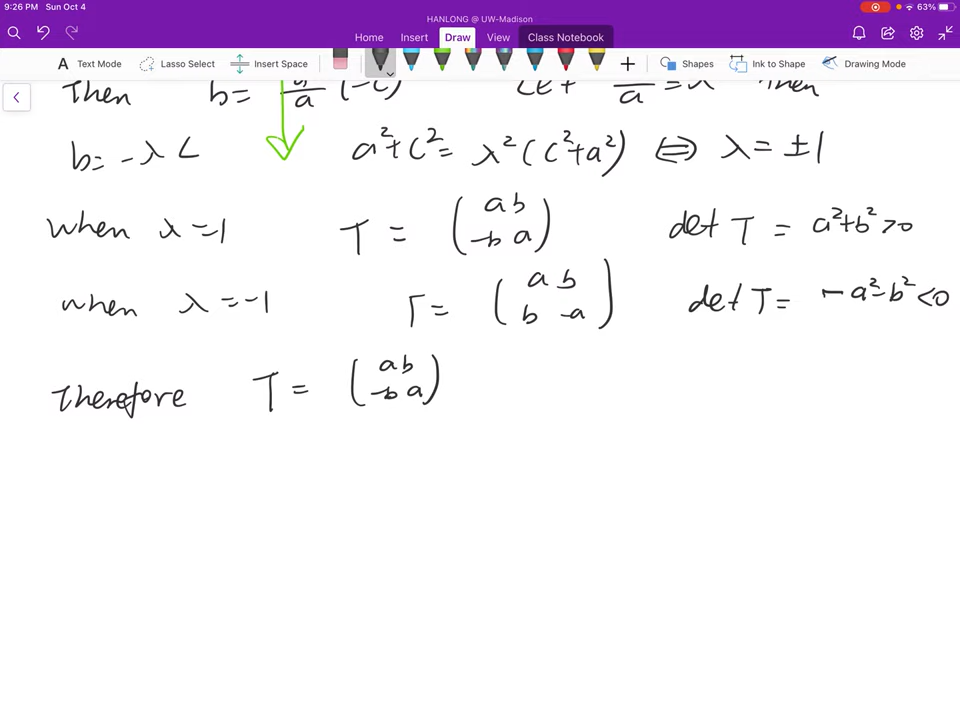 9:26 PM Sun Oct 4 63%
HANLONG @ UW-Madison
Home Insert Draw View Class Notebook
Text Mode Lasso Select Insert Space Shapes Ink to Shape Drawing Mode
Then b= /a (-c) Let /a = λ then
b= -λ c a²+c²= λ²(c²+a²) ⟺ λ= ±1
when λ=1 T = (a b; -b a) det T = a²+b²>0
when λ=-1 T= (a b; b -a) det T= -a²-b²<0
therefore T = (a b; -b a)